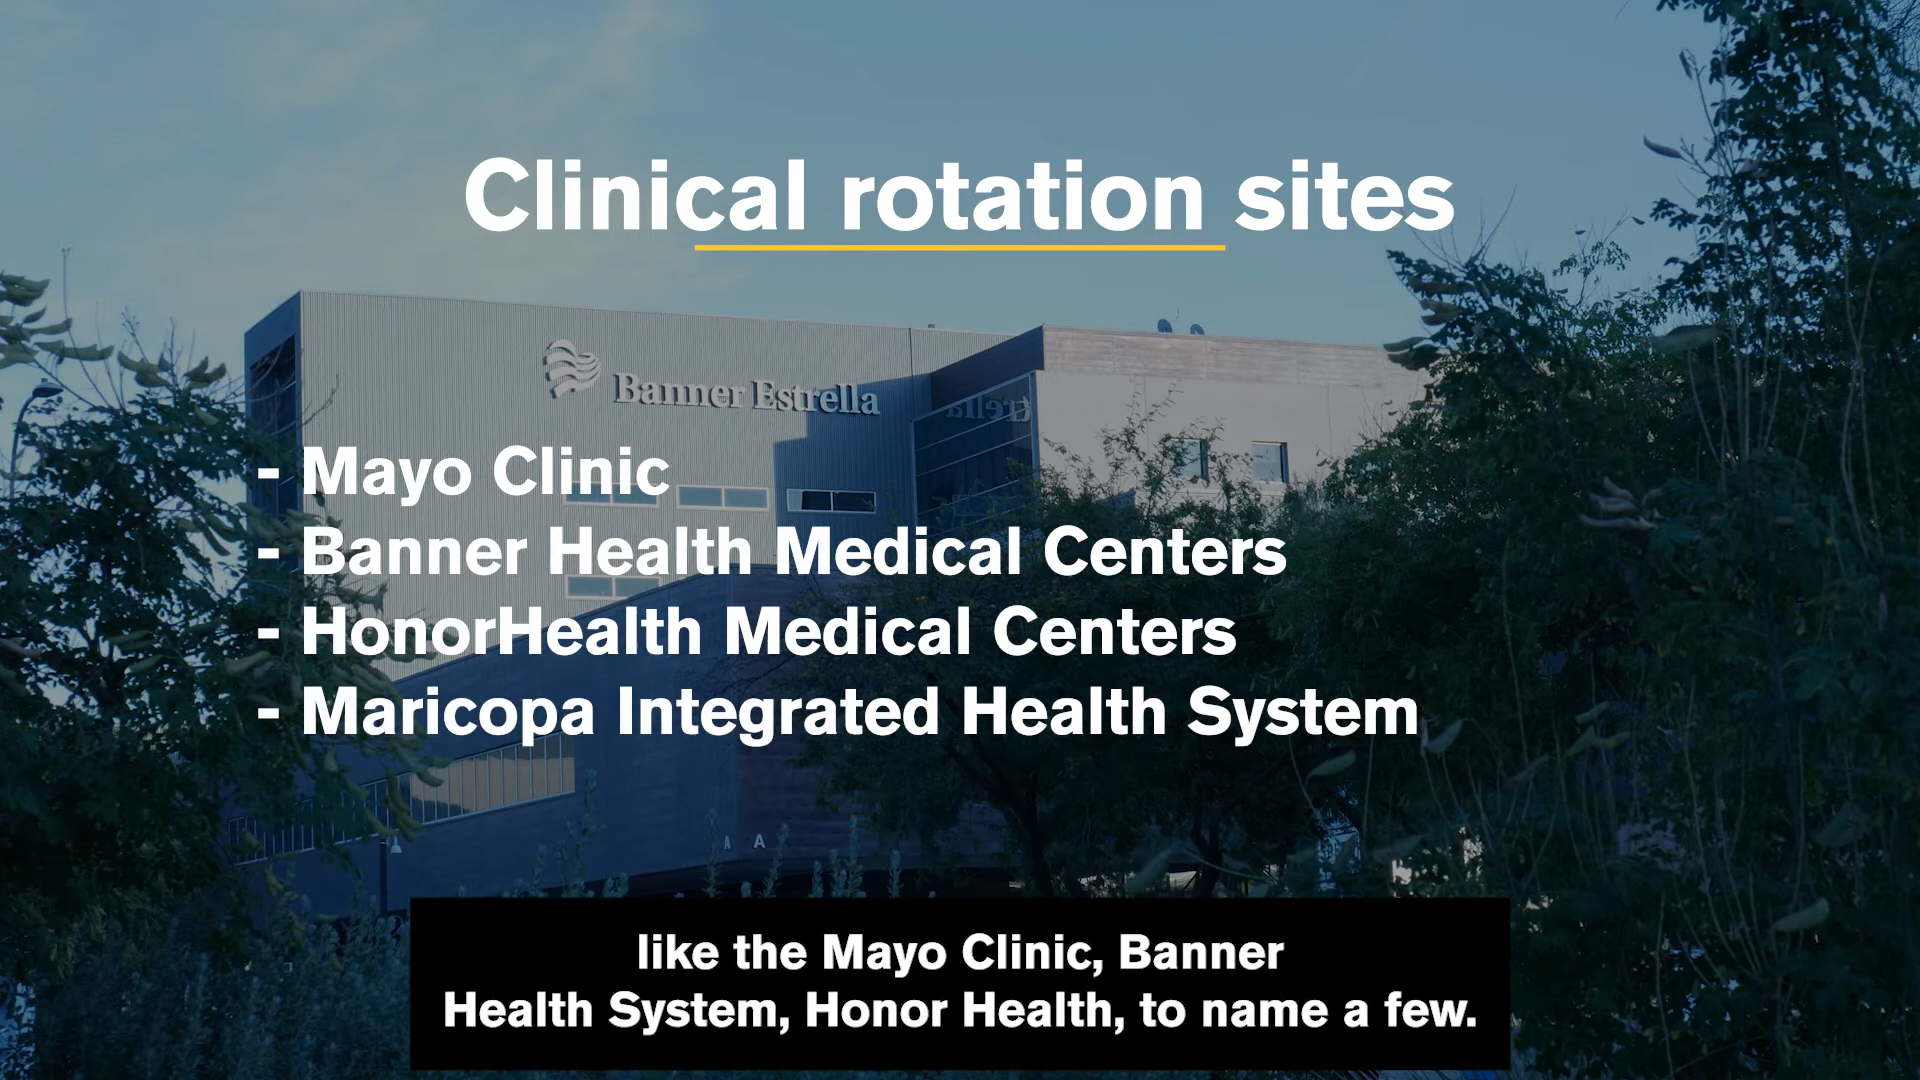 Clinical rotation sites
Banner Estrella
- Mayo Clinic
- Banner Health Medical Centers
- HonorHealth Medical Centers
- Maricopa Integrated Health System
A A
like the Mayo Clinic, Banner
Health System, Honor Health, to name a few.